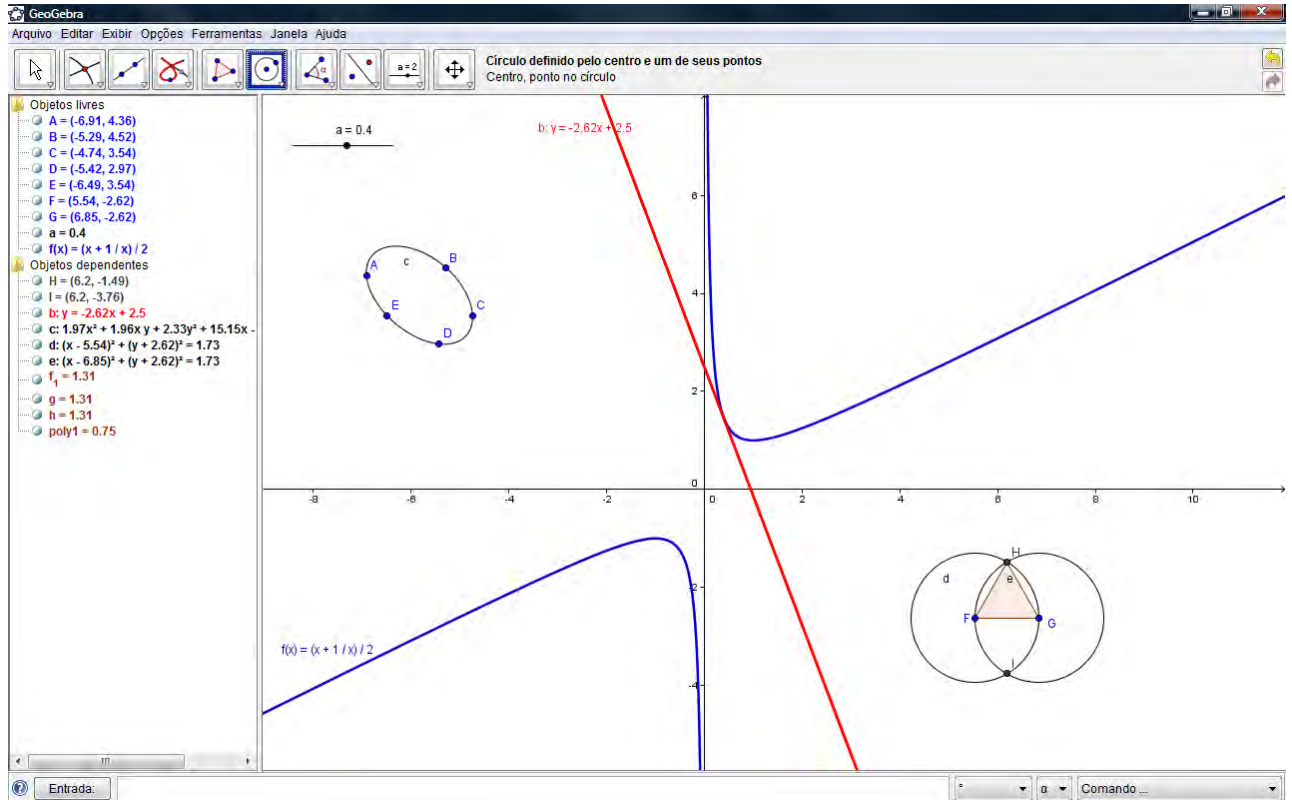 GeoGebra
Arquivo Editar Exibir Opções Ferramentas Janela Ajuda
a=2
Círculo definido pelo centro e um de seus pontos
Centro, ponto no círculo
Objetos livres
A = (-6.91, 4.36)
B = (-5.29, 4.52)
C = (-4.74, 3.54)
D = (-5.42, 2.97)
E = (-6.49, 3.54)
F = (5.54, -2.62)
G = (6.85, -2.62)
a = 0.4
f(x) = (x + 1 / x) / 2
Objetos dependentes
H = (6.2, -1.49)
I = (6.2, -3.76)
b: y = -2.62x + 2.5
c: 1.97x² + 1.96x y + 2.33y² + 15.15x -
d: (x - 5.54)² + (y + 2.62)² = 1.73
e: (x - 6.85)² + (y + 2.62)² = 1.73
f₁ = 1.31
g = 1.31
h = 1.31
poly1 = 0.75
a = 0.4
b: y = -2.62x + 2.5
6
4
2
0
-2
-4
-8 -6 -4 -2 0 2 4 6 8 10
A
B
c
E
C
D
f(x) = (x + 1 / x) / 2
H
d
e
F
G
I
Entrada:
°
α
Comando ...